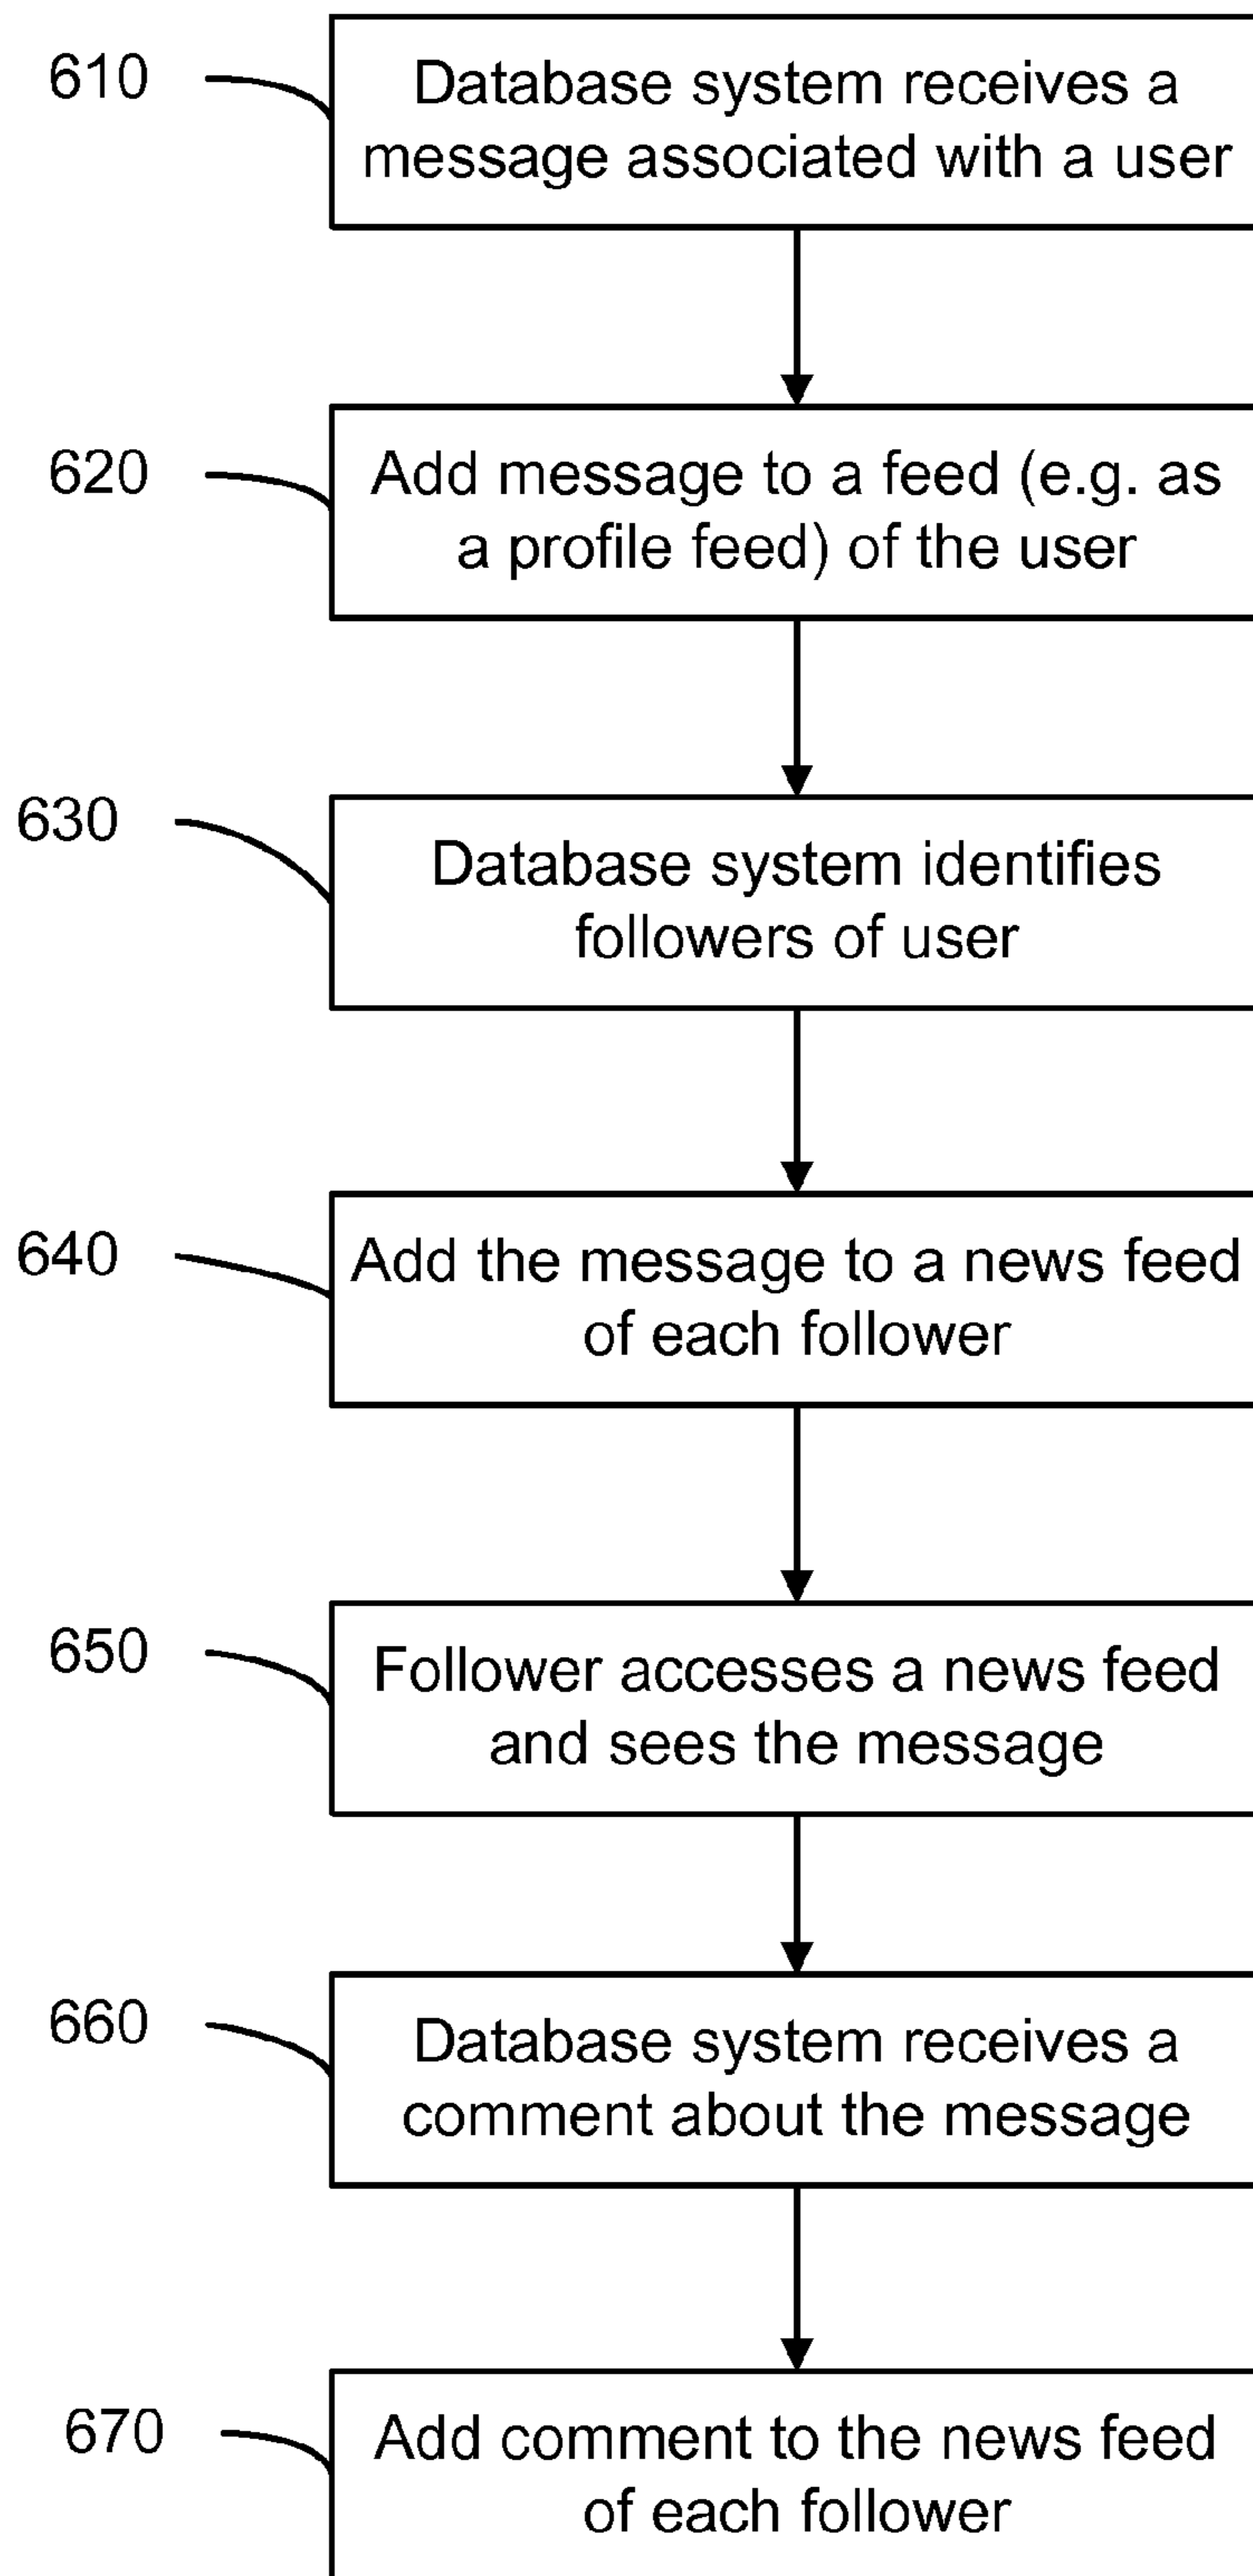 610
Database system receives a
message associated with a user
620
Add message to a feed (e.g. as
a profile feed) of the user
630
Database system identifies
followers of user
640
Add the message to a news feed
of each follower
650
Follower accesses a news feed
and sees the message
660
Database system receives a
comment about the message
670
Add comment to the news feed
of each follower